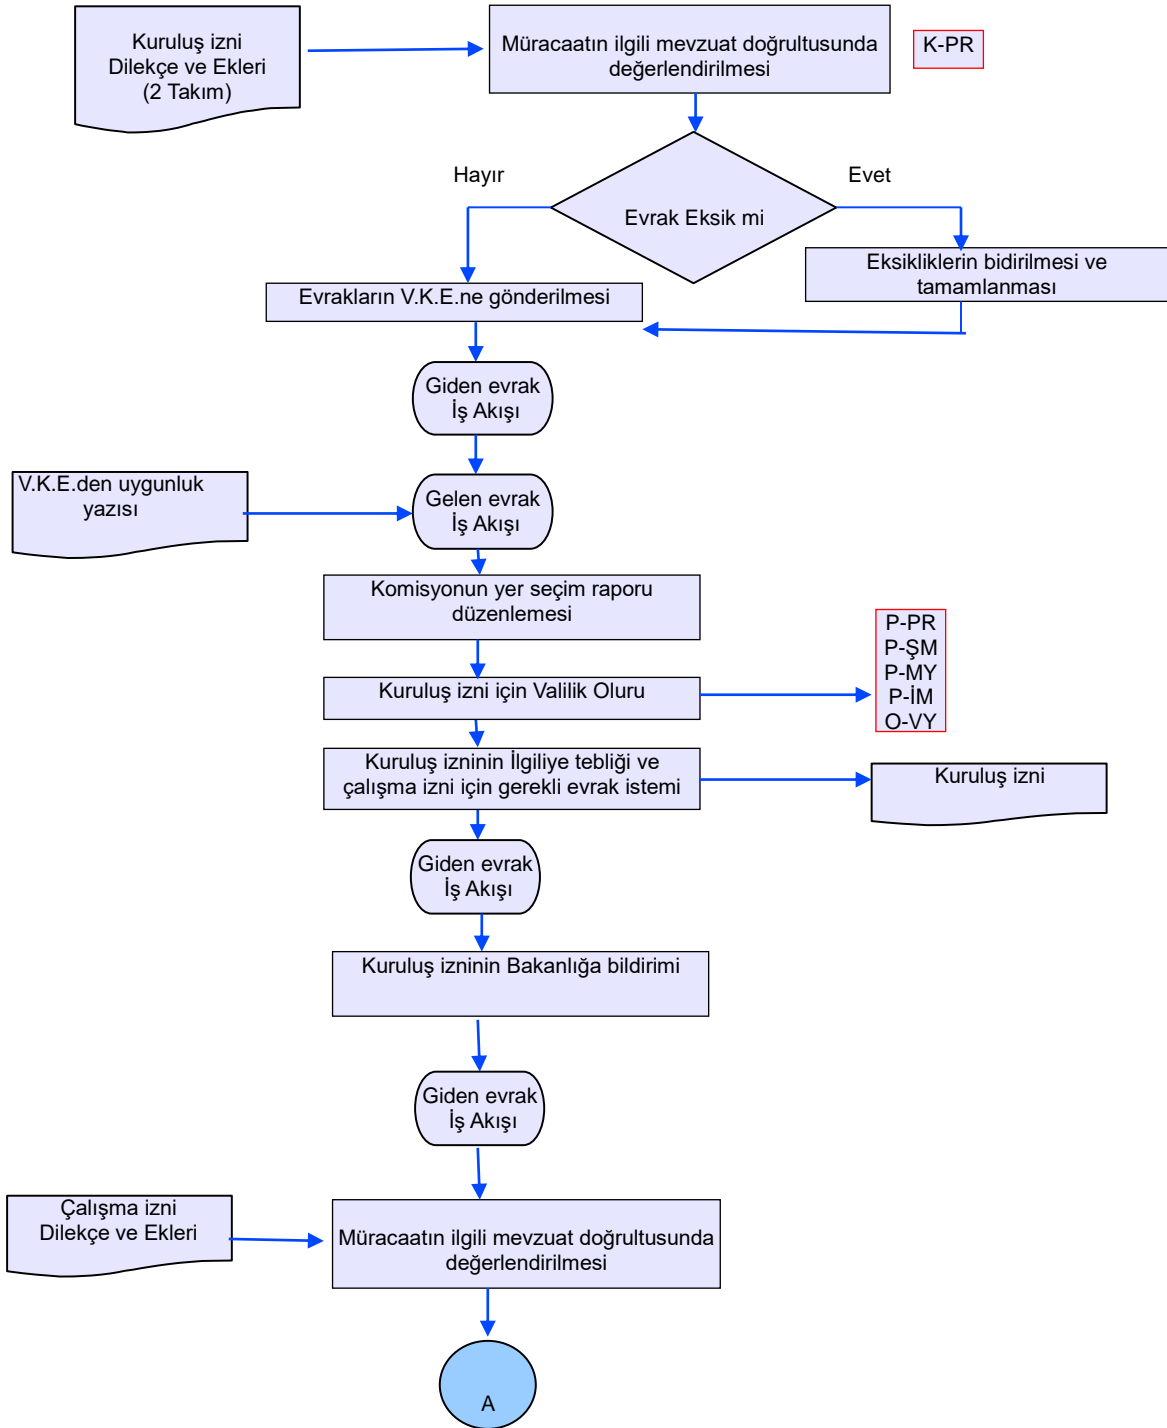 Kuruluş izni
Dilekçe ve Ekleri
(2 Takım)
Müracaatın ilgili mevzuat doğrultusunda
değerlendirilmesi
K-PR
Hayır
Evet
Evrak Eksik mi
Eksikliklerin bidirilmesi ve
tamamlanması
Evrakların V.K.E.ne gönderilmesi
Giden evrak
İş Akışı
V.K.E.den uygunluk
yazısı
Gelen evrak
İş Akışı
Komisyonun yer seçim raporu
düzenlemesi
P-PR
P-ŞM
P-MY
P-İM
O-VY
Kuruluş izni için Valilik Oluru
Kuruluş izninin İlgiliye tebliği ve
çalışma izni için gerekli evrak istemi
Kuruluş izni
Giden evrak
İş Akışı
Kuruluş izninin Bakanlığa bildirimi
Giden evrak
İş Akışı
Çalışma izni
Dilekçe ve Ekleri
Müracaatın ilgili mevzuat doğrultusunda
değerlendirilmesi
A